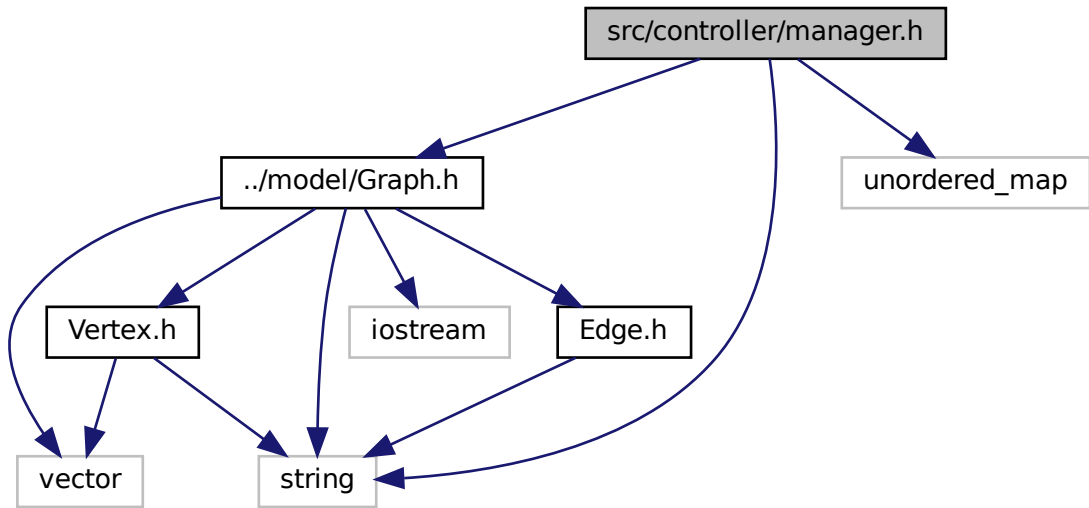 src/controller/manager.h
../model/Graph.h
unordered_map
Vertex.h
iostream
Edge.h
vector
string